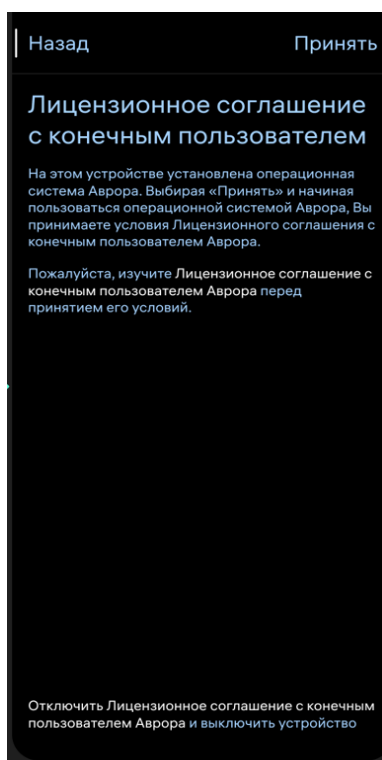 Назад
Принять
Лицензионное соглашение
с конечным пользователем
На этом устройстве установлена операционная
система Аврора. Выбирая «Принять» и начиная
пользоваться операционной системой Аврора, Вы
принимаете условия Лицензионного соглашения с
конечным пользователем Аврора.
Пожалуйста, изучите Лицензионное соглашение с
конечным пользователем Аврора перед
принятием его условий.
Отключить Лицензионное соглашение с конечным
пользователем Аврора и выключить устройство